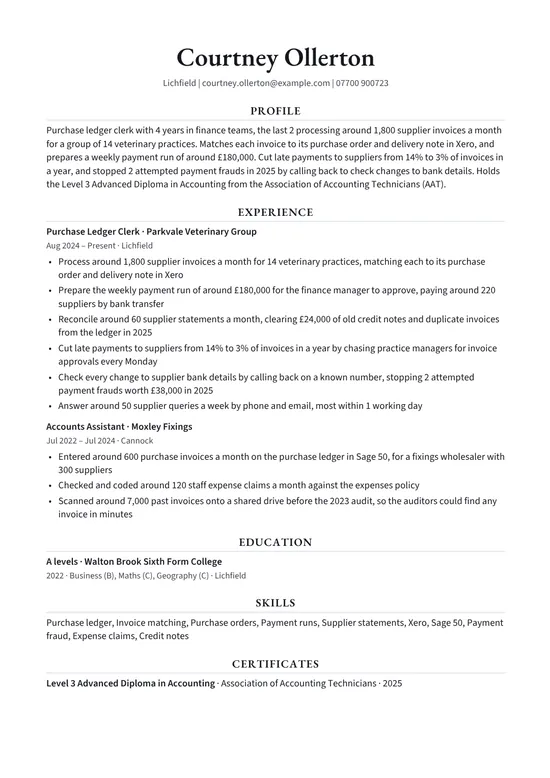 Courtney Ollerton
Lichfield | courtney.ollerton@example.com | 07700 900723
PROFILE
Purchase ledger clerk with 4 years in finance teams, the last 2 processing around 1,800 supplier invoices a month
for a group of 14 veterinary practices. Matches each invoice to its purchase order and delivery note in Xero, and
prepares a weekly payment run of around £180,000. Cut late payments to suppliers from 14% to 3% of invoices in
a year, and stopped 2 attempted payment frauds in 2025 by calling back to check changes to bank details. Holds
the Level 3 Advanced Diploma in Accounting from the Association of Accounting Technicians (AAT).
EXPERIENCE
Purchase Ledger Clerk · Parkvale Veterinary Group
Aug 2024 – Present · Lichfield
• Process around 1,800 supplier invoices a month for 14 veterinary practices, matching each to its purchase
order and delivery note in Xero
• Prepare the weekly payment run of around £180,000 for the finance manager to approve, paying around 220
suppliers by bank transfer
• Reconcile around 60 supplier statements a month, clearing £24,000 of old credit notes and duplicate invoices
from the ledger in 2025
• Cut late payments to suppliers from 14% to 3% of invoices in a year by chasing practice managers for invoice
approvals every Monday
• Check every change to supplier bank details by calling back on a known number, stopping 2 attempted
payment frauds worth £38,000 in 2025
• Answer around 50 supplier queries a week by phone and email, most within 1 working day
Accounts Assistant · Moxley Fixings
Jul 2022 – Jul 2024 · Cannock
• Entered around 600 purchase invoices a month on the purchase ledger in Sage 50, for a fixings wholesaler with
300 suppliers
• Checked and coded around 120 staff expense claims a month against the expenses policy
• Scanned around 7,000 past invoices onto a shared drive before the 2023 audit, so the auditors could find any
invoice in minutes
EDUCATION
A levels · Walton Brook Sixth Form College
2022 · Business (B), Maths (C), Geography (C) · Lichfield
SKILLS
Purchase ledger, Invoice matching, Purchase orders, Payment runs, Supplier statements, Xero, Sage 50, Payment
fraud, Expense claims, Credit notes
CERTIFICATES
Level 3 Advanced Diploma in Accounting · Association of Accounting Technicians · 2025